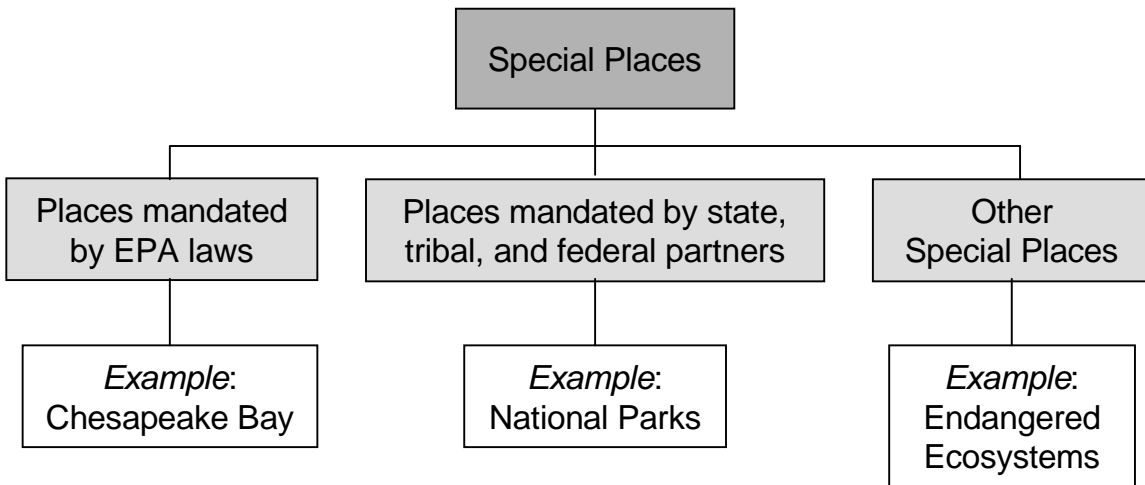 Special Places
Places mandated
by EPA laws
Places mandated by state,
tribal, and federal partners
Other
Special Places
Example:
Chesapeake Bay
Example:
National Parks
Example:
Endangered
Ecosystems